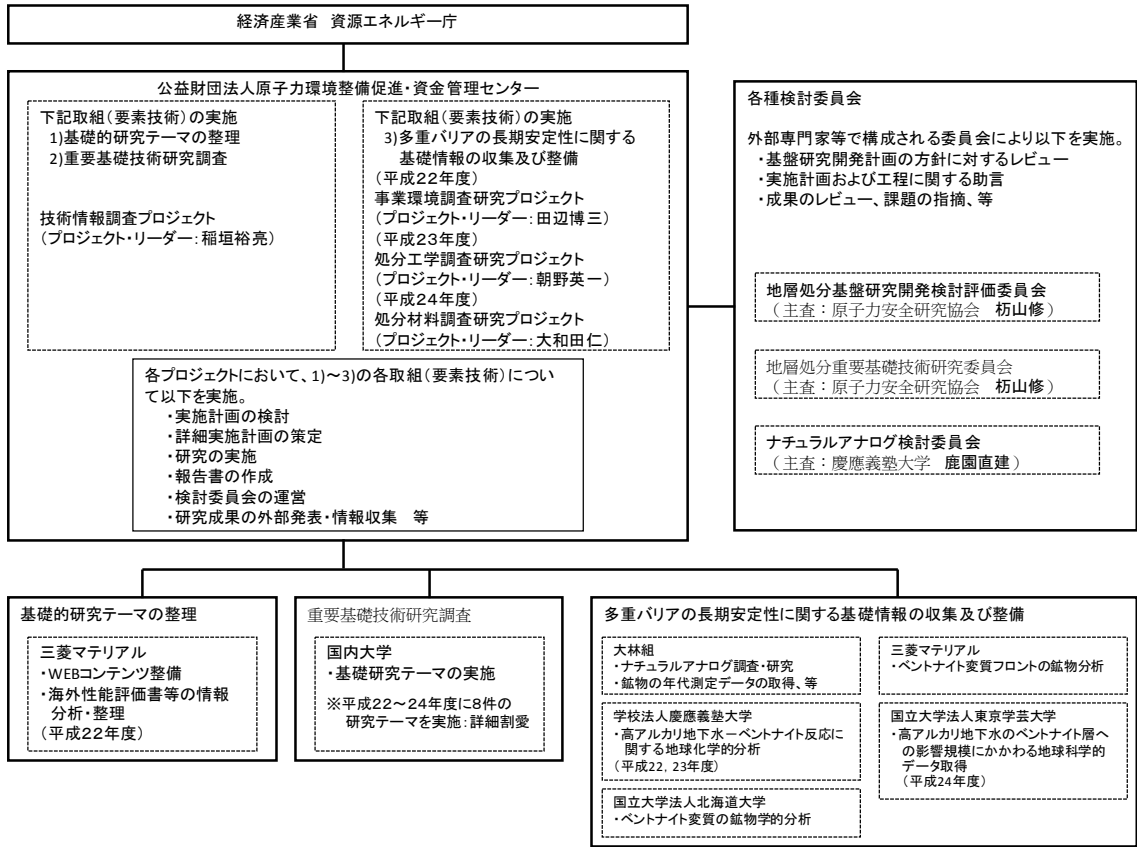 経済産業省 資源エネルギー庁
公益財団法人原子力環境整備促進・資金管理センター
下記取組(要素技術)の実施
1)基礎的研究テーマの整理
2)重要基礎技術研究調査
技術情報調査プロジェクト
(プロジェクト・リーダー:稲垣裕亮)
下記取組(要素技術)の実施
3)多重バリアの長期安定性に関する
基礎情報の収集及び整備
(平成22年度)
事業環境調査研究プロジェクト
(プロジェクト・リーダー:田辺博三)
(平成23年度)
処分工学調査研究プロジェクト
(プロジェクト・リーダー:朝野英一)
(平成24年度)
処分材料調査研究プロジェクト
(プロジェクト・リーダー:大和田仁)
各プロジェクトにおいて、1)~3)の各取組(要素技術)につい
て以下を実施。
・実施計画の検討
・詳細実施計画の策定
・研究の実施
・報告書の作成
・検討委員会の運営
・研究成果の外部発表・情報収集 等
各種検討委員会
外部専門家等で構成される委員会により以下を実施。
・基盤研究開発計画の方針に対するレビュー
・実施計画および工程に関する助言
・成果のレビュー、課題の指摘、等
地層処分基盤研究開発検討評価委員会
(主査:原子力安全研究協会 栃山修)
地層処分重要基礎技術研究委員会
(主査:原子力安全研究協会 栃山修)
ナチュラルアナログ検討委員会
(主査:慶應義塾大学 鹿園直建)
基礎的研究テーマの整理
三菱マテリアル
・WEBコンテンツ整備
・海外性能評価書等の情報
分析・整理
(平成22年度)
重要基礎技術研究調査
国内大学
・基礎研究テーマの実施
※平成22~24年度に8件の
研究テーマを実施:詳細割愛
多重バリアの長期安定性に関する基礎情報の収集及び整備
大林組
・ナチュラルアナログ調査・研究
・鉱物の年代測定データの取得、等
学校法人慶應義塾大学
・高アルカリ地下水-ベントナイト反応に
関する地球化学的分析
(平成22,23年度)
国立大学法人北海道大学
・ベントナイト変質の鉱物学的分析
三菱マテリアル
・ベントナイト変質フロントの鉱物分析
国立大学法人東京学芸大学
・高アルカリ地下水のベントナイト層へ
の影響規模にかかわる地球科学的
データ取得
(平成24年度)